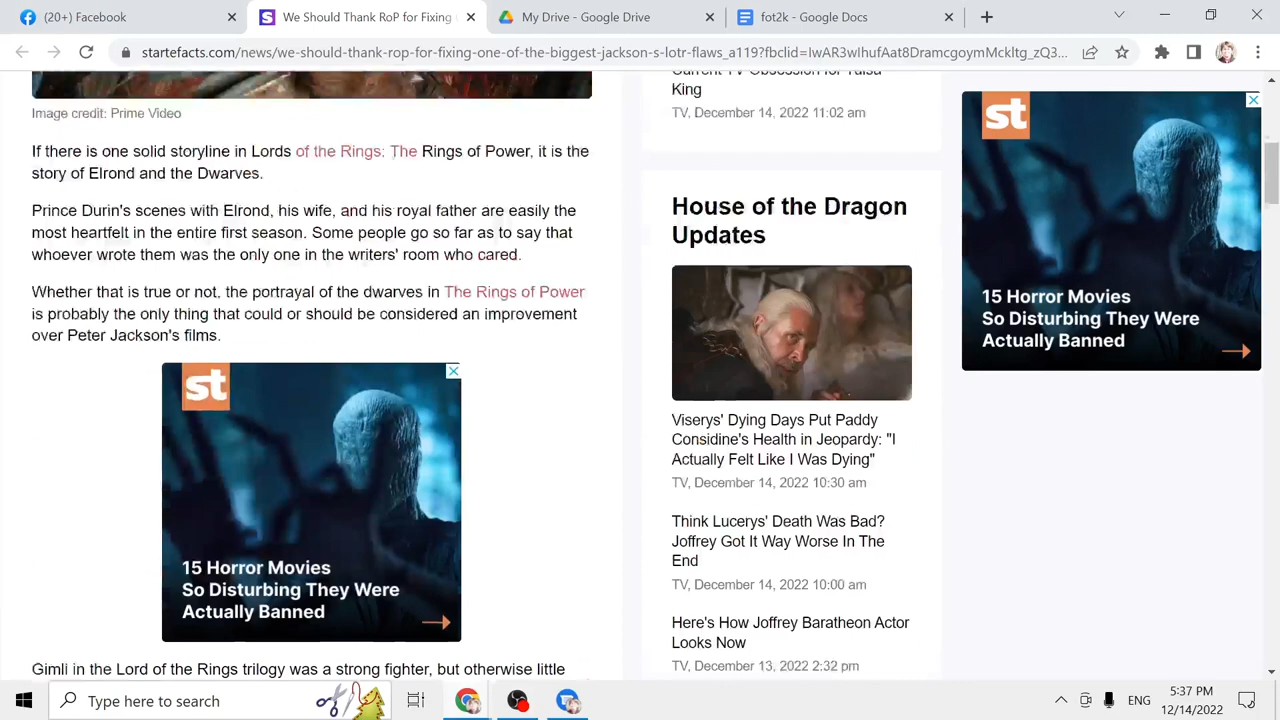 (20+) Facebook
We Should Thank RoP for Fixing
My Drive - Google Drive
fot2k - Google Docs
startefacts.com/news/we-should-thank-rop-for-fixing-one-of-the-biggest-jackson-s-lotr-flaws_a119?fbclid=IwAR3wIhufAat8DramcgoymMckltg_zQ3...
Image credit: Prime Video
If there is one solid storyline in Lords of the Rings: The Rings of Power, it is the
story of Elrond and the Dwarves.
Prince Durin's scenes with Elrond, his wife, and his royal father are easily the
most heartfelt in the entire first season. Some people go so far as to say that
whoever wrote them was the only one in the writers' room who cared.
Whether that is true or not, the portrayal of the dwarves in The Rings of Power
is probably the only thing that could or should be considered an improvement
over Peter Jackson's films.
st
15 Horror Movies
So Disturbing They Were
Actually Banned
Gimli in the Lord of the Rings trilogy was a strong fighter, but otherwise little
Current TV Obsession for Tulsa
King
TV, December 14, 2022 11:02 am
House of the Dragon
Updates
Viserys' Dying Days Put Paddy
Considine's Health in Jeopardy: "I
Actually Felt Like I Was Dying"
TV, December 14, 2022 10:30 am
Think Lucerys' Death Was Bad?
Joffrey Got It Way Worse In The
End
TV, December 14, 2022 10:00 am
Here's How Joffrey Baratheon Actor
Looks Now
TV, December 13, 2022 2:32 pm
st
15 Horror Movies
So Disturbing They Were
Actually Banned
Type here to search
ENG
5:37 PM
12/14/2022